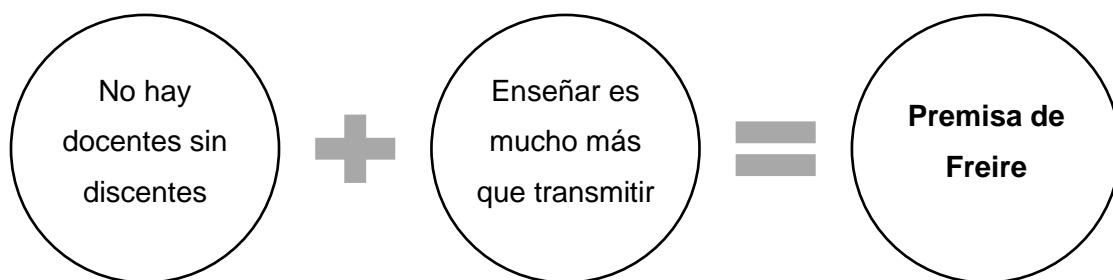 No hay
docentes sin
discentes
Enseñar es
mucho más
que transmitir
Premisa de
Freire